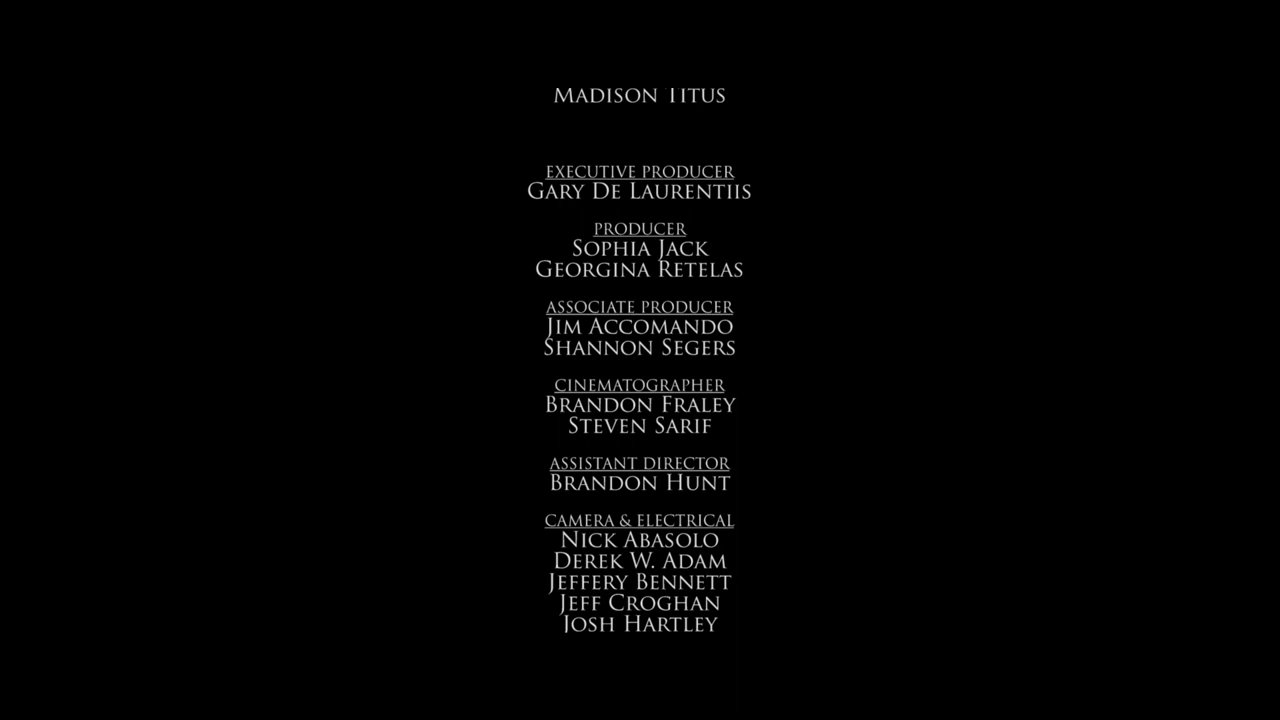 MADISON TITUS
EXECUTIVE PRODUCER
GARY DE LAURENTIIS
PRODUCER
SOPHIA JACK
GEORGINA RETELAS
ASSOCIATE PRODUCER
JIM ACCOMANDO
SHANNON SEGERS
CINEMATOGRAPHER
BRANDON FRALEY
STEVEN SARIF
ASSISTANT DIRECTOR
BRANDON HUNT
CAMERA & ELECTRICAL
NICK ABASOLO
DEREK W. ADAM
JEFFERY BENNETT
JEFF CROGHAN
JOSH HARTLEY